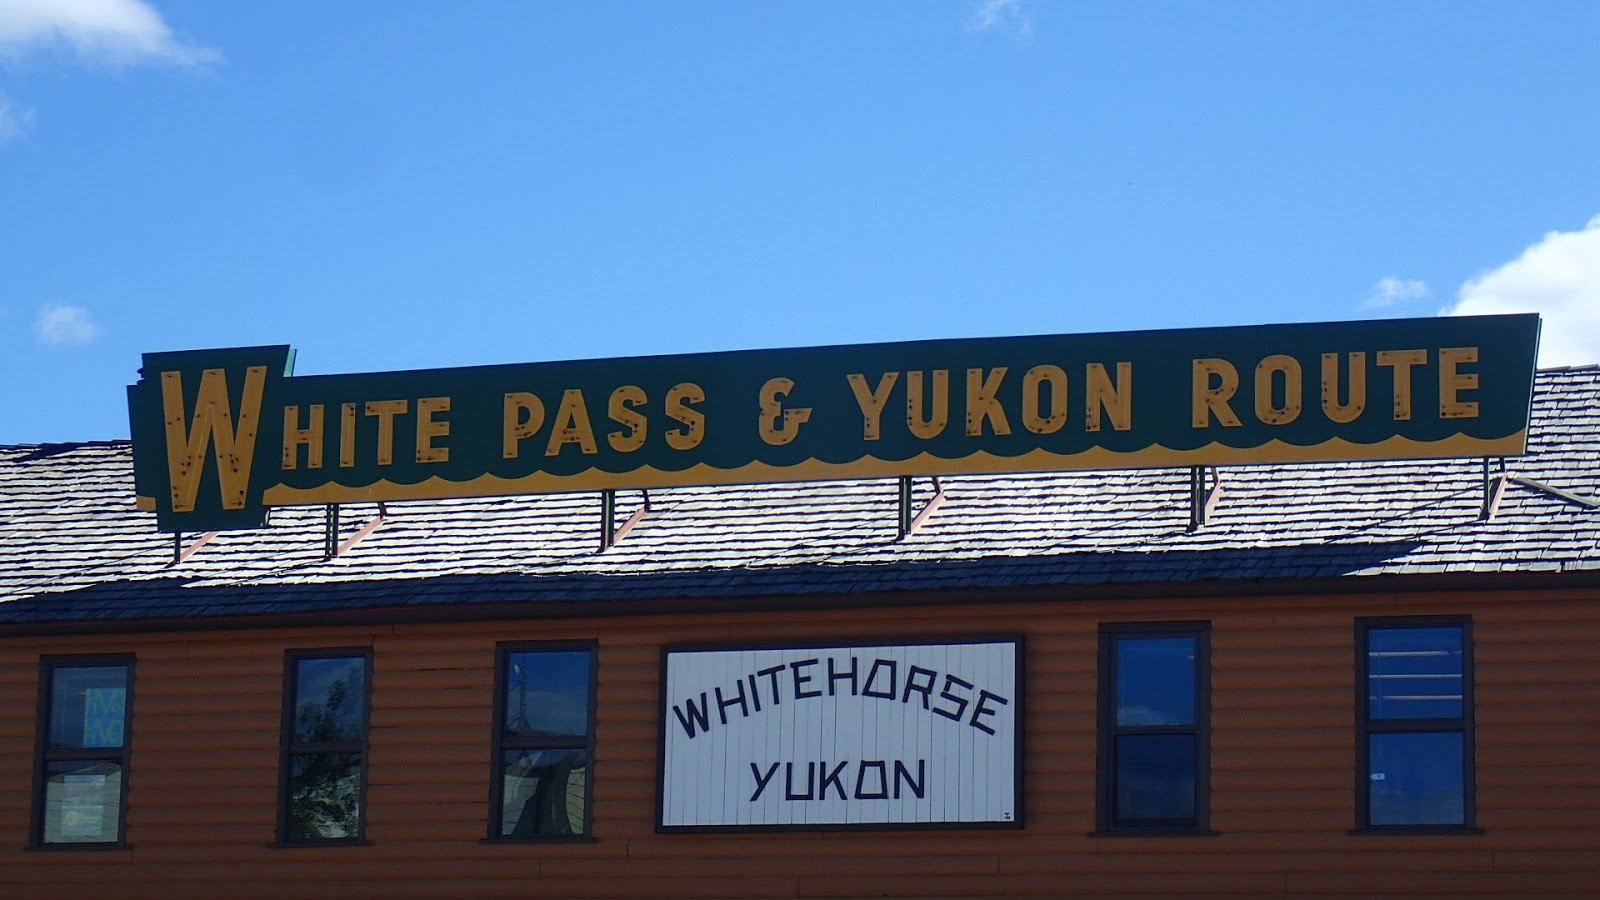 WHITE PASS & YUKON ROUTE
WHITEHORSE
YUKON